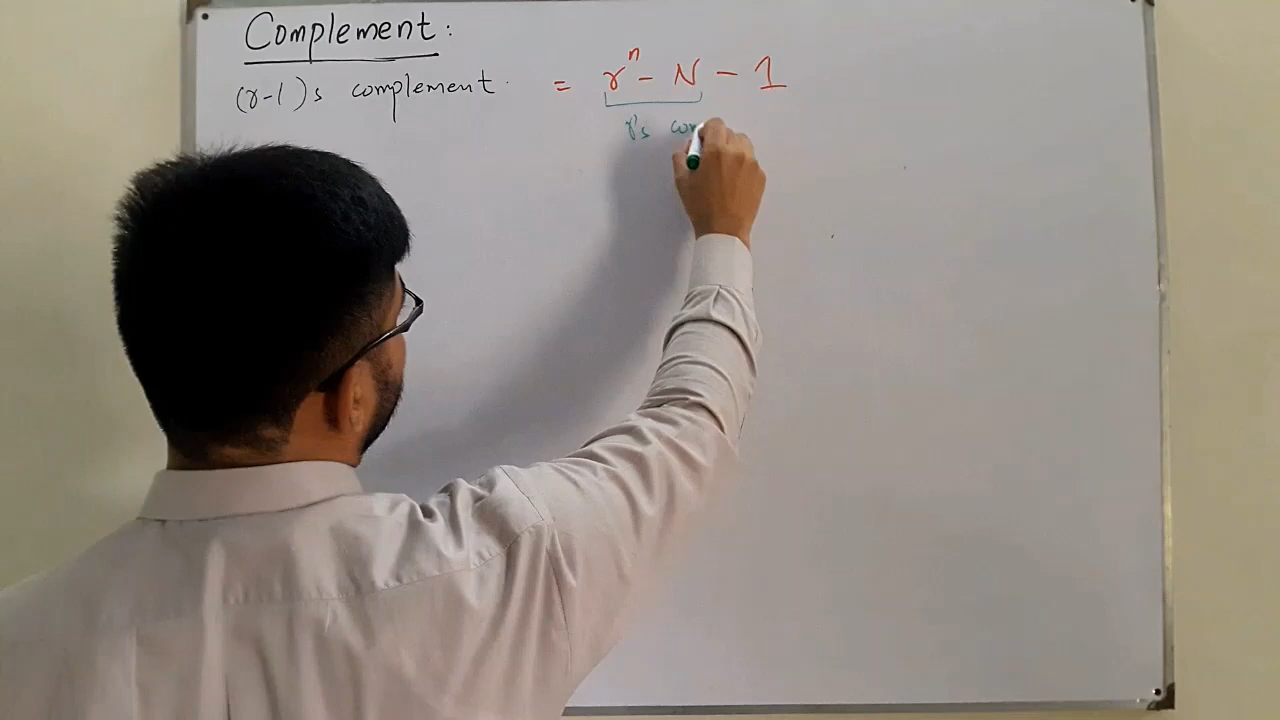 Complement:
(r-1)'s complement. = rⁿ - N - 1
r's